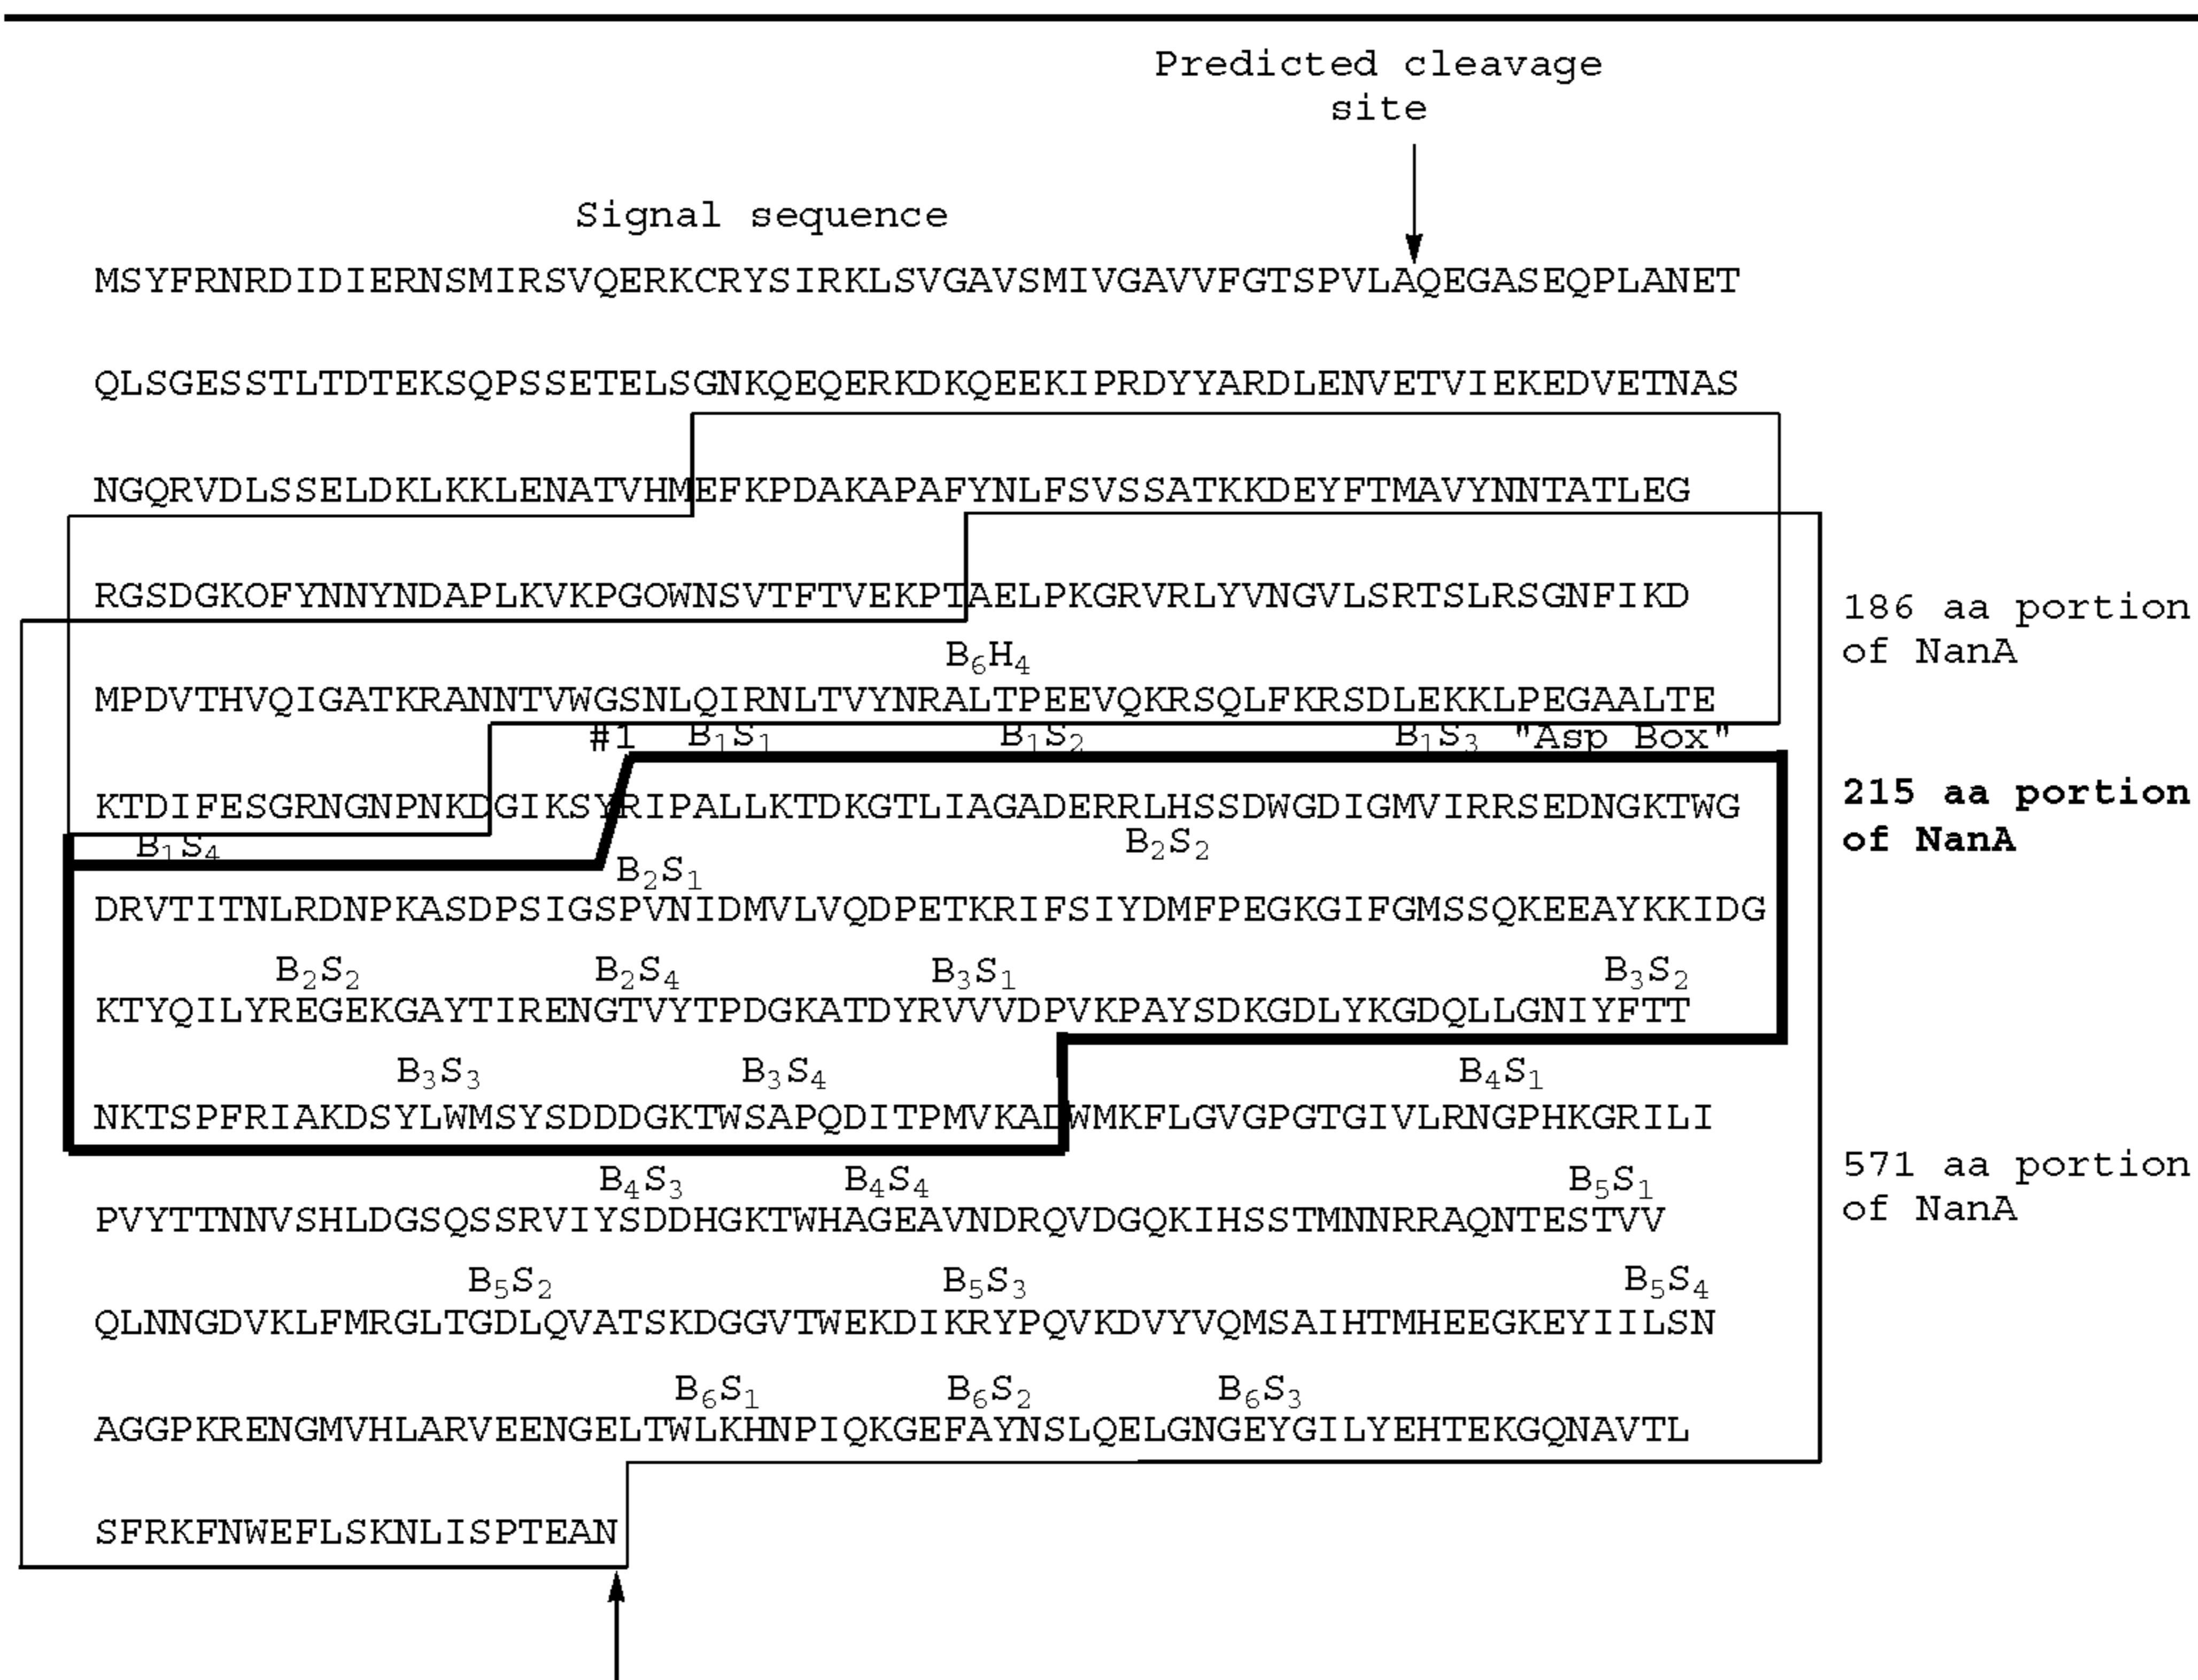 Predicted cleavage
site
Signal sequence
MSYFRNRDIDIERNSMIRSVQERKCRYSIRKLSVGAVSMIVGAVVFGTSPVLAQEGASEQPLANET
QLSGESSTLTDTEKSQPSSETELSGNKQEQERKDKQEEKIPRDYYARDLENVETVIEKEDVETNAS
NGQRVDLSSELDKLKKLENATVHMEFKPDAKAPAFYNLFSVSSATKKDEYFTMAVYNNTATLEG
RGSDGKOFYNNYNDAPLKVKPGOWNSVTFTVEKPTAELPKGRVRLYVNGVLSRTSLRSGNFIKD
186 aa portion
of NanA
B₆H₄
MPDVTHVQIGATKRANNTVWGSNLQIRNLTVYNRALTPEEVQKRSQLFKRSDLEKKLPEGAALTE
#1 B₁S₁ B₁S₂ B₁S₃ "Asp Box"
KTDIFESGRNGNPNKDGIKSYRIPALLKTDKGTLIAGADERRLHSSDWGDIGMVIRRSEDNGKTWG
215 aa portion
of NanA
B₁S₄ B₂S₁ B₂S₂
DRVTITNLRDNPKASDPSIGSPVNIDMVLVQDPETKRIFSIYDMFPEGKGIFGMSSQKEEAYKKIDG
B₂S₂ B₂S₄ B₃S₁ B₃S₂
KTYQILYREGEKGAYTIRENGTVYTPDGKATDYRVVVDPVKPAYSDKGDLYKGDQLLGNIYFTT
B₃S₃ B₃S₄ B₄S₁
NKTSPFRIAKDSYLWMSYSDDDGKTWSAPQDITPMVKADWMKFLGVGPGTGIVLRNGPHKGRILI
571 aa portion
of NanA
B₄S₃ B₄S₄ B₅S₁
PVYTTNNVSHLDGSQSSRVIYSDDHGKTWHAGEAVNDRQVDGQKIHSSTMNNRRAQNTESTVV
B₅S₂ B₅S₃ B₅S₄
QLNNGDVKLFMRGLTGDLQVATSKDGGVTWEKDIKRYPQVKDVYVQMSAIHTMHEEGKEYIILSN
B₆S₁ B₆S₂ B₆S₃
AGGPKRENGMVHLARVEENGELTWLKHNPIQKGEFAYNSLQELGNGEYGILYEHTEKGQNAVTL
SFRKFNWEFLSKNLISPTEAN